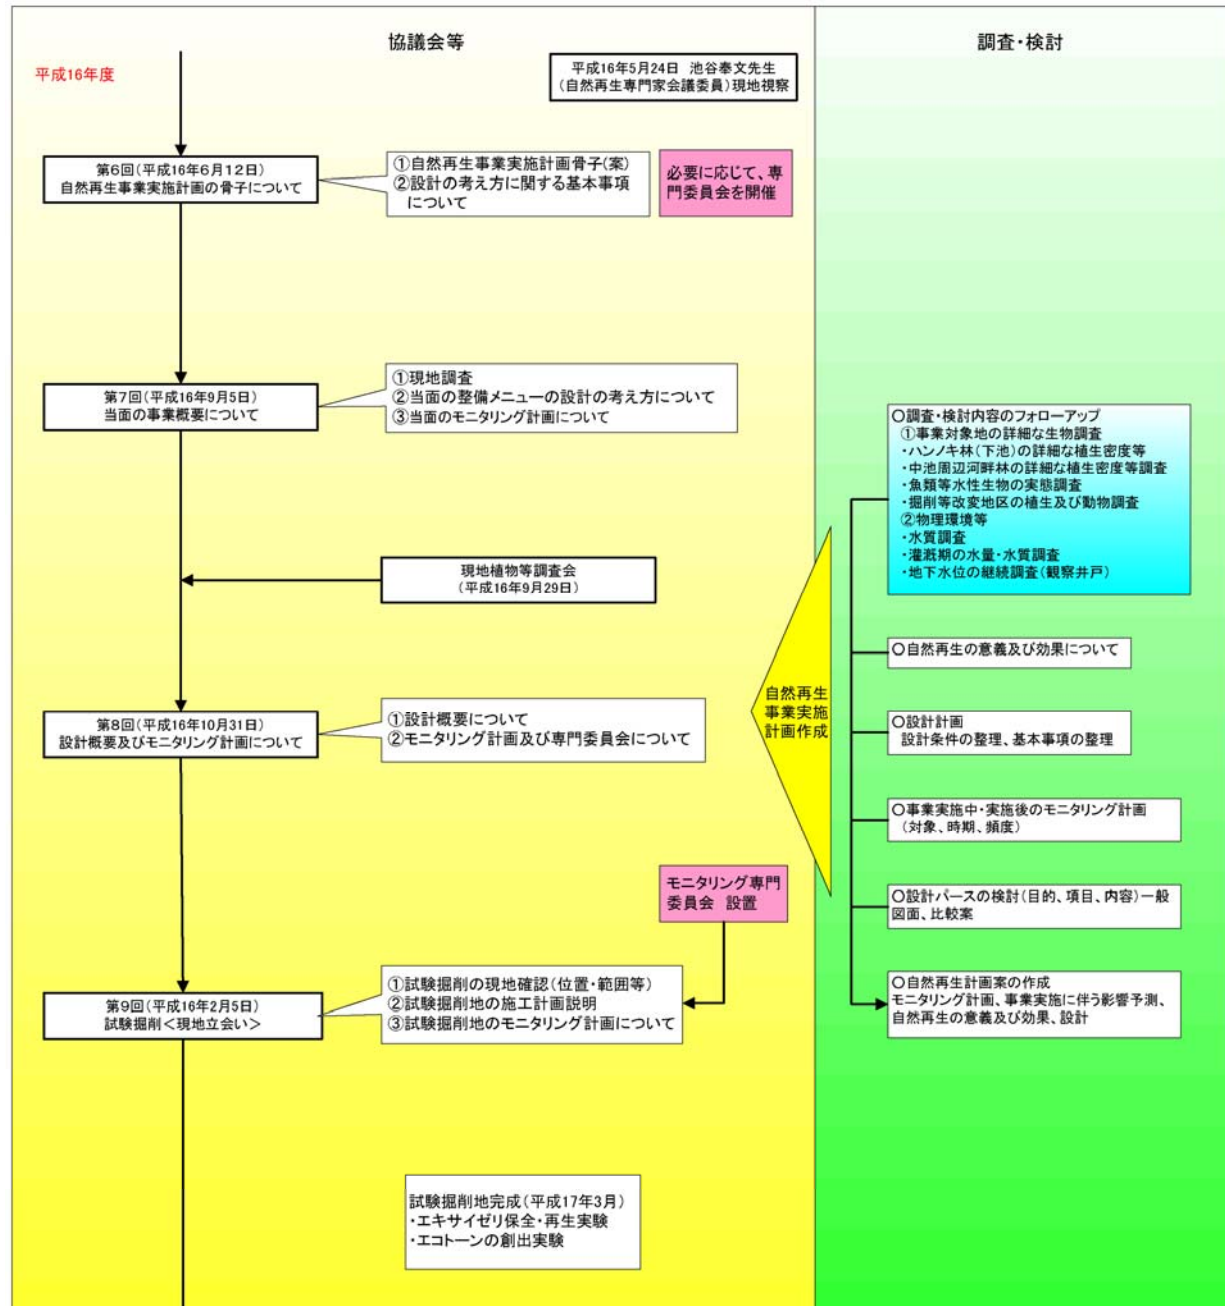 協議会等
平成16年度
平成16年5月24日 池谷奉文先生
(自然再生専門家会議委員)現地視察
第6回(平成16年6月12日)
自然再生事業実施計画の骨子について
①自然再生事業実施計画骨子(案)
②設計の考え方に関する基本事項
について
必要に応じて、専
門委員会を開催
第7回(平成16年9月5日)
当面の事業概要について
①現地調査
②当面の整備メニューの設計の考え方について
③当面のモニタリング計画について
現地植物等調査会
(平成16年9月29日)
第8回(平成16年10月31日)
設計概要及びモニタリング計画について
①設計概要について
②モニタリング計画及び専門委員会について
モニタリング専門
委員会 設置
第9回(平成16年2月5日)
試験掘削<現地立会い>
①試験掘削の現地確認(位置・範囲等)
②試験掘削地の施工計画説明
③試験掘削地のモニタリング計画について
試験掘削地完成(平成17年3月)
・エキサイゼリ保全・再生実験
・エコトーンの創出実験
自然再生
事業実施
計画作成
調査・検討
○調査・検討内容のフォローアップ
①事業対象地の詳細な生物調査
・ハンノキ林(下池)の詳細な植生密度等
・中池周辺河畔林の詳細な植生密度等調査
・魚類等水性生物の実態調査
・掘削等改変地区の植生及び動物調査
②物理環境等
・水質調査
・灌漑期の水量・水質調査
・地下水位の継続調査(観察井戸)
○自然再生の意義及び効果について
○設計計画
設計条件の整理、基本事項の整理
○事業実施中・実施後のモニタリング計画
(対象、時期、頻度)
○設計パースの検討(目的、項目、内容)一般
図面、比較案
○自然再生計画案の作成
モニタリング計画、事業実施に伴う影響予測、
自然再生の意義及び効果、設計